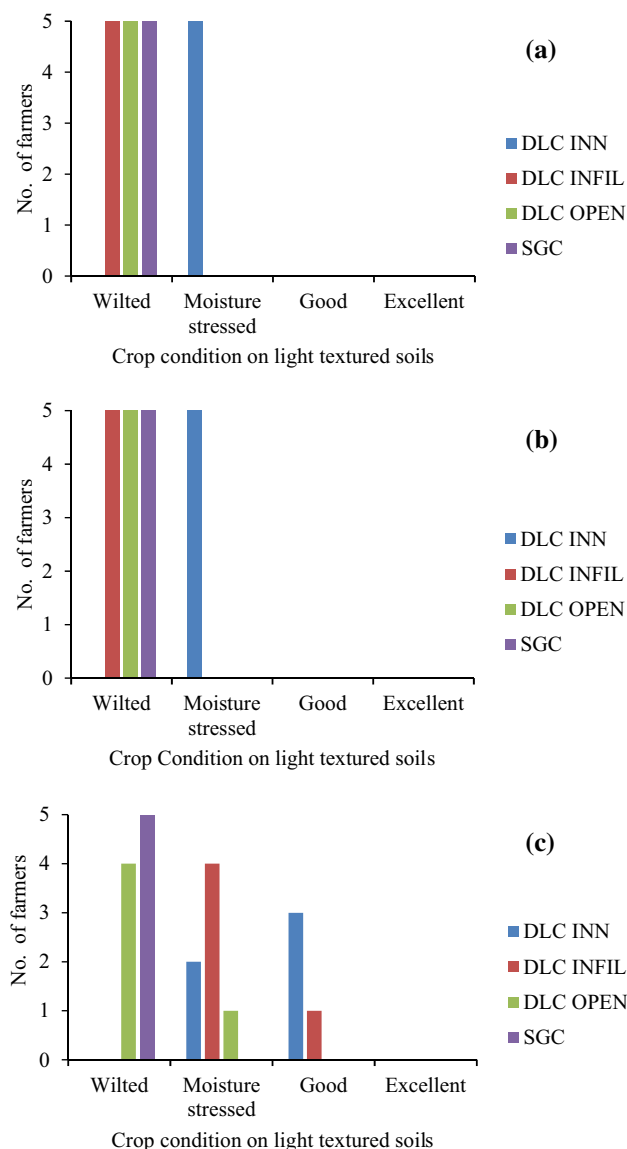 (a)
No. of farmers
5
4
3
2
1
0
Wilted
Moisture
stressed
Good
Excellent
Crop condition on light textured soils
DLC INN
DLC INFIL
DLC OPEN
SGC
(b)
No. of farmers
5
4
3
2
1
0
Wilted
Moisture
stressed
Good
Excellent
Crop Condition on light textured soils
DLC INN
DLC INFIL
DLC OPEN
SGC
(c)
No. of farmers
5
4
3
2
1
0
Wilted
Moisture
stressed
Good
Excellent
Crop condition on light textured soils
DLC INN
DLC INFIL
DLC OPEN
SGC